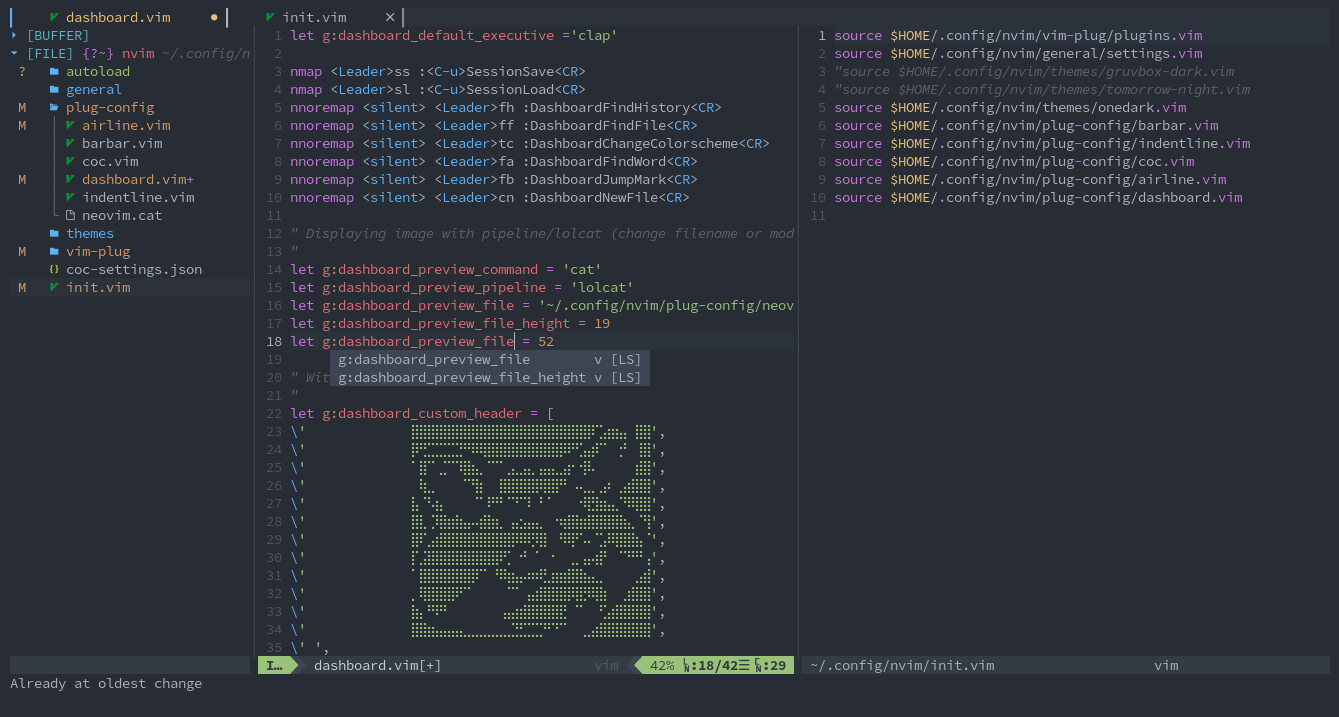 dashboard.vim ● init.vim ✕
[BUFFER]
[FILE] {?~} nvim ~/.config/n
? autoload
general
M plug-config
M airline.vim
barbar.vim
coc.vim
M dashboard.vim+
indentline.vim
neovim.cat
themes
M vim-plug
{} coc-settings.json
M init.vim
1 let g:dashboard_default_executive ='clap'
2
3 nmap <Leader>ss :<C-u>SessionSave<CR>
4 nmap <Leader>sl :<C-u>SessionLoad<CR>
5 nnoremap <silent> <Leader>fh :DashboardFindHistory<CR>
6 nnoremap <silent> <Leader>ff :DashboardFindFile<CR>
7 nnoremap <silent> <Leader>tc :DashboardChangeColorscheme<CR>
8 nnoremap <silent> <Leader>fa :DashboardFindWord<CR>
9 nnoremap <silent> <Leader>fb :DashboardJumpMark<CR>
10 nnoremap <silent> <Leader>cn :DashboardNewFile<CR>
11
12 " Displaying image with pipeline/lolcat (change filename or mod
13 "
14 let g:dashboard_preview_command = 'cat'
15 let g:dashboard_preview_pipeline = 'lolcat'
16 let g:dashboard_preview_file = '~/.config/nvim/plug-config/neov
17 let g:dashboard_preview_file_height = 19
18 let g:dashboard_preview_file = 52
19 g:dashboard_preview_file v [LS]
20 " Wit g:dashboard_preview_file_height v [LS]
21 "
22 let g:dashboard_custom_header = [
23 \' ',
24 \' ',
25 \' ',
26 \' ',
27 \' ',
28 \' ',
29 \' ',
30 \' ',
31 \' ',
32 \' ',
33 \' ',
34 \' ',
35 \' ',
I… dashboard.vim[+] vim 42% :18/42☰ :29
1 source $HOME/.config/nvim/vim-plug/plugins.vim
2 source $HOME/.config/nvim/general/settings.vim
3 "source $HOME/.config/nvim/themes/gruvbox-dark.vim
4 "source $HOME/.config/nvim/themes/tomorrow-night.vim
5 source $HOME/.config/nvim/themes/onedark.vim
6 source $HOME/.config/nvim/plug-config/barbar.vim
7 source $HOME/.config/nvim/plug-config/indentline.vim
8 source $HOME/.config/nvim/plug-config/coc.vim
9 source $HOME/.config/nvim/plug-config/airline.vim
10 source $HOME/.config/nvim/plug-config/dashboard.vim
11
~/.config/nvim/init.vim vim
Already at oldest change